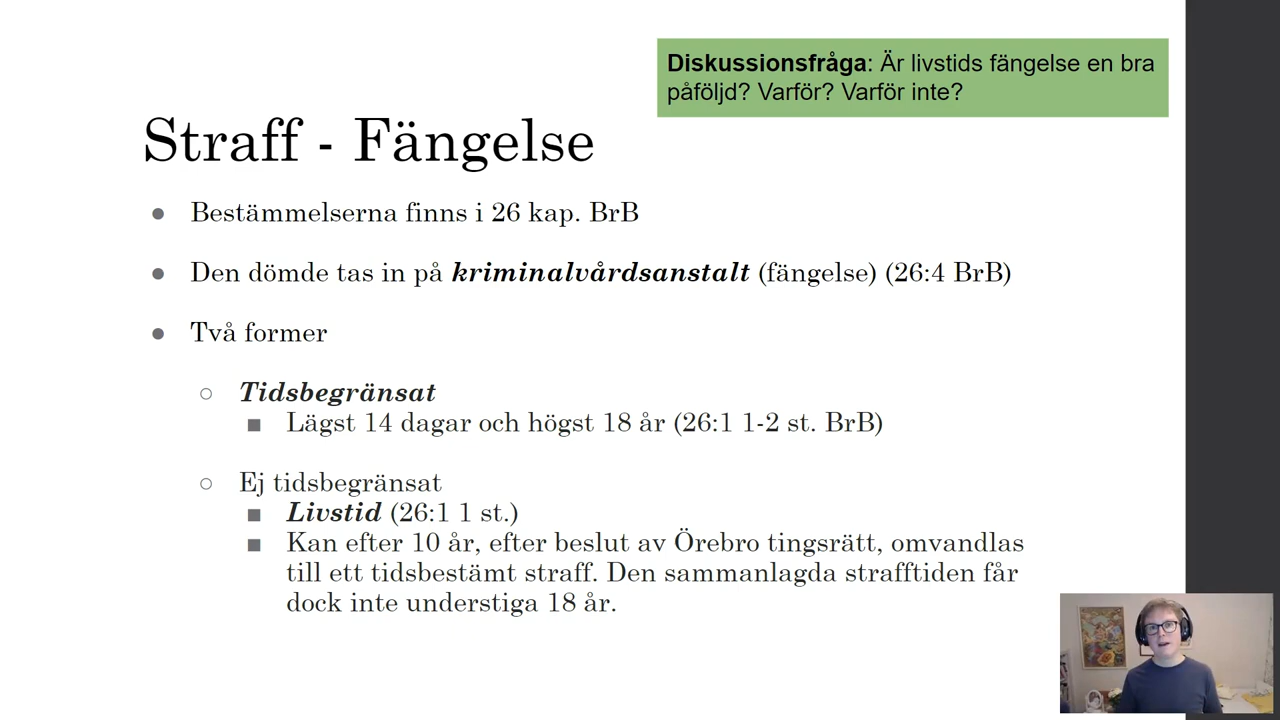 Diskussionsfråga: Är livstids fängelse en bra
påföljd? Varför? Varför inte?
Straff - Fängelse
● Bestämmelserna finns i 26 kap. BrB
● Den dömde tas in på kriminalvårdsanstalt (fängelse) (26:4 BrB)
● Två former
○ Tidsbegränsat
■ Lägst 14 dagar och högst 18 år (26:1 1-2 st. BrB)
○ Ej tidsbegränsat
■ Livstid (26:1 1 st.)
■ Kan efter 10 år, efter beslut av Örebro tingsrätt, omvandlas
till ett tidsbestämt straff. Den sammanlagda strafftiden får
dock inte understiga 18 år.